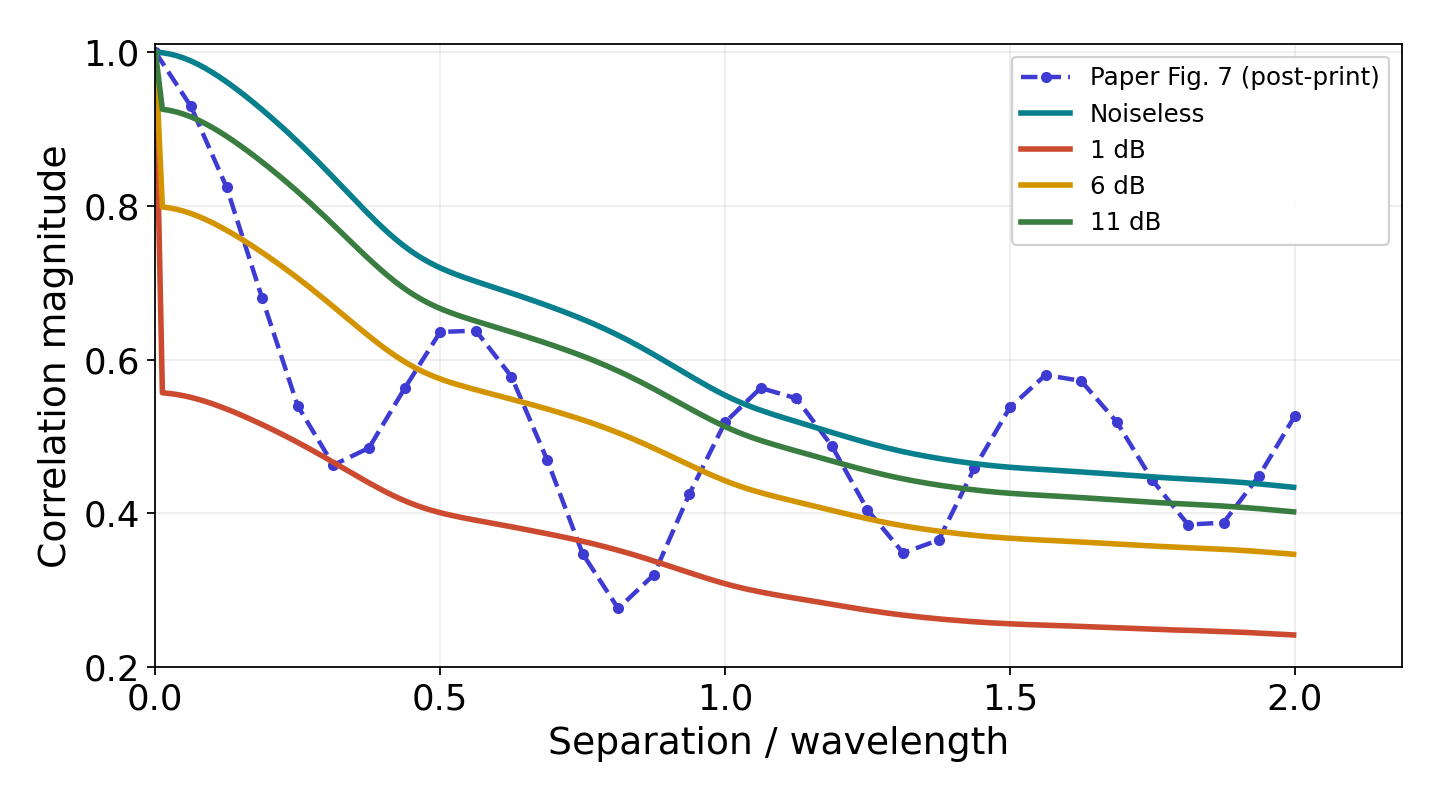 Correlation magnitude
1.0
0.8
0.6
0.4
0.2
Paper Fig. 7 (post-print)
Noiseless
1 dB
6 dB
11 dB
0.0
0.5
1.0
1.5
2.0
Separation / wavelength